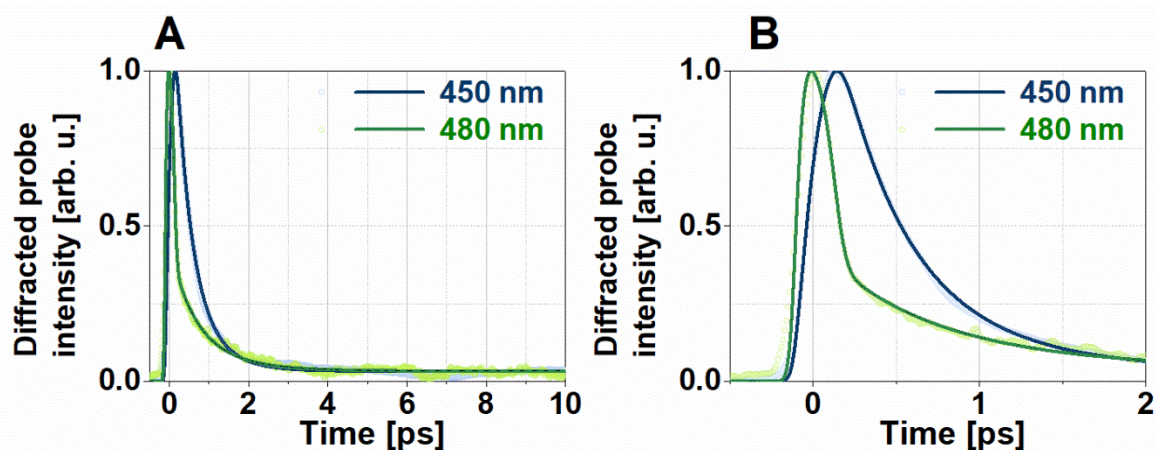 A
Diffracted probe
intensity [arb. u.]
1.0
0.5
0.0
450 nm
480 nm
0
2
4
6
8
10
Time [ps]
B
Diffracted probe
intensity [arb. u.]
1.0
0.5
0.0
450 nm
480 nm
0
1
2
Time [ps]